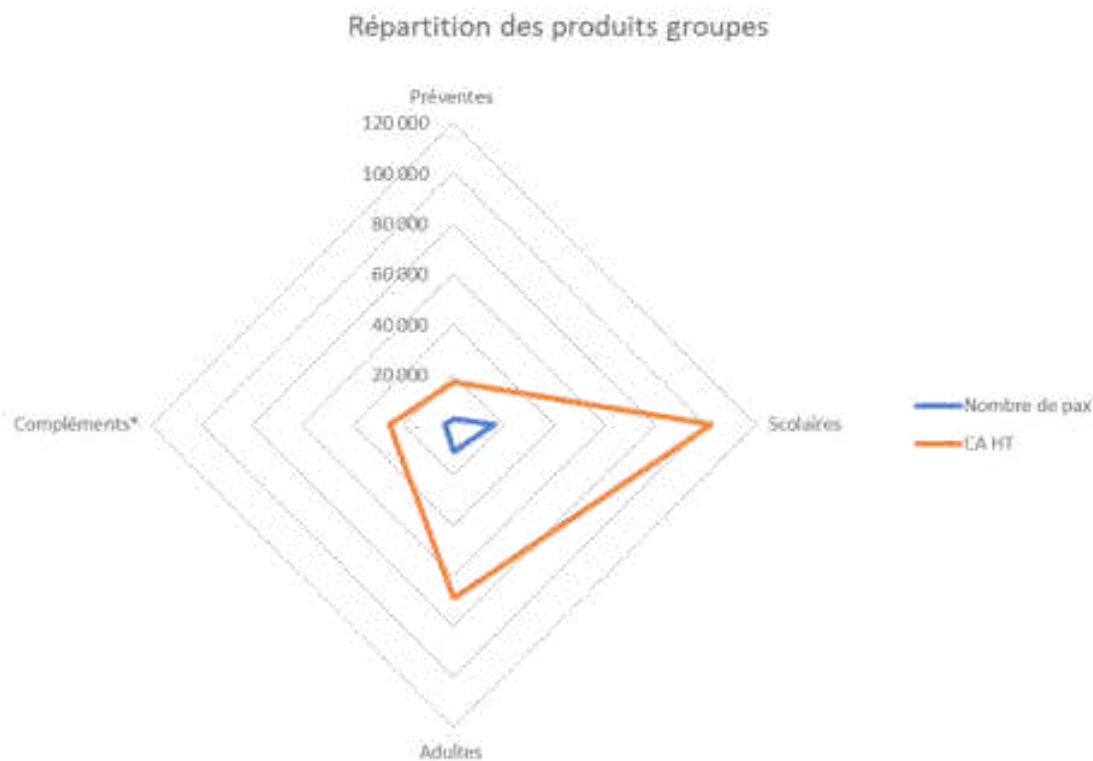 Répartition des produits groupes
Préventes
120 000
100 000
80 000
60 000
40 000
20 000
Compléments*
Scolaires
Nombre de pax
CA HT
Adultes